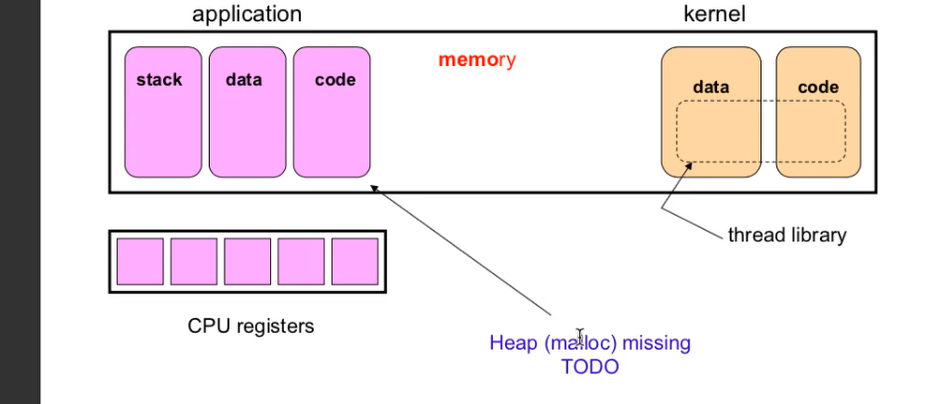 application
kernel
memory
stack
data
code
data
code
thread library
CPU registers
Heap (malloc) missing
TODO